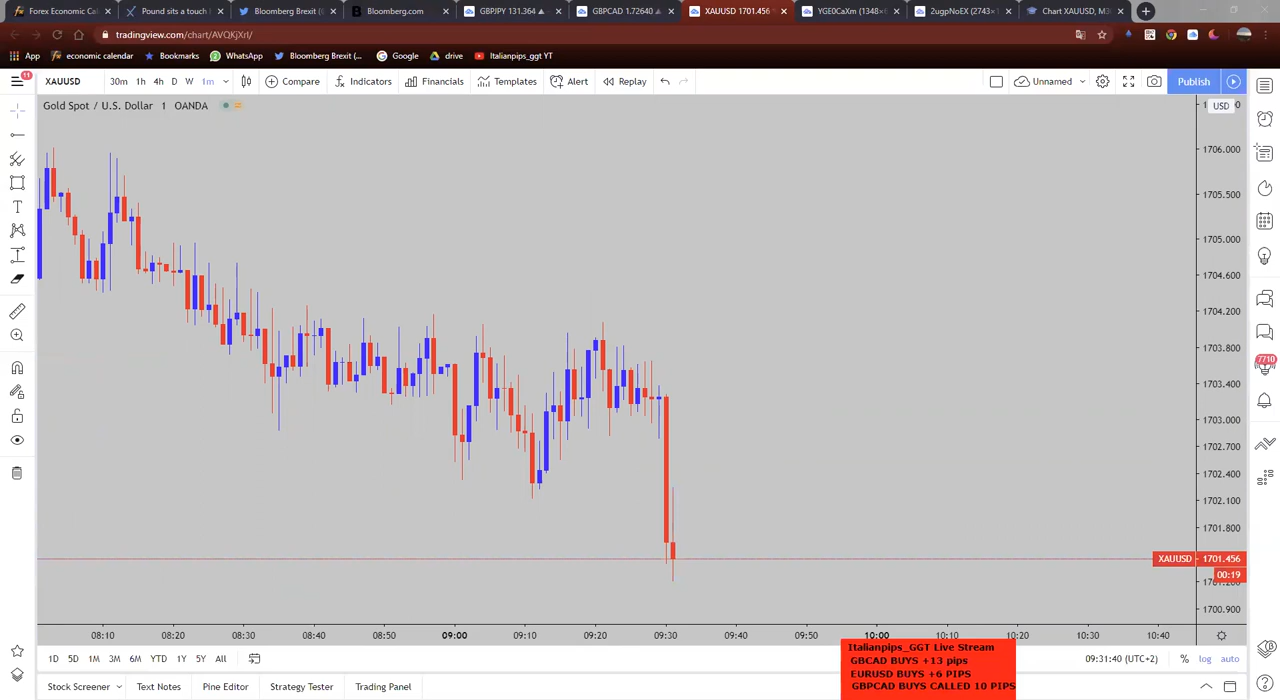 Forex Economic Cal
Pound sits a touch
Bloomberg Brexit (
Bloomberg.com
GBPJPY 131.364
GBPCAD 1.72640
XAUUSD 1701.456
YGE0CaXm (1348×
2ugpNoEX (2743×
Chart XAUUSD, M3
tradingview.com/chart/AVQKjXrI/
App
economic calendar
Bookmarks
WhatsApp
Bloomberg Brexit (...
Google
drive
Italianpips_ggt YT
11
XAUUSD
30m 1h 4h D W 1m
Compare
Indicators
Financials
Templates
Alert
Replay
Unnamed
Publish
Gold Spot / U.S. Dollar 1 OANDA
USD
1706.000
1705.500
1705.000
1704.600
1704.200
1703.800
1703.400
1703.000
1702.700
1702.400
1702.100
1701.800
XAUUSD 1701.456
00:19
1700.900
7710
08:10 08:20 08:30 08:40 08:50 09:00 09:10 09:20 09:30 09:40 09:50 10:00 10:10 10:20 10:30 10:40
1D 5D 1M 3M 6M YTD 1Y 5Y All
09:31:40 (UTC+2)
% log auto
Italianpips_GGT Live Stream
GBCAD BUYS +13 pips
EURUSD BUYS +6 PIPS
GBPCAD BUYS CALLED 10 PIPS
Stock Screener
Text Notes
Pine Editor
Strategy Tester
Trading Panel